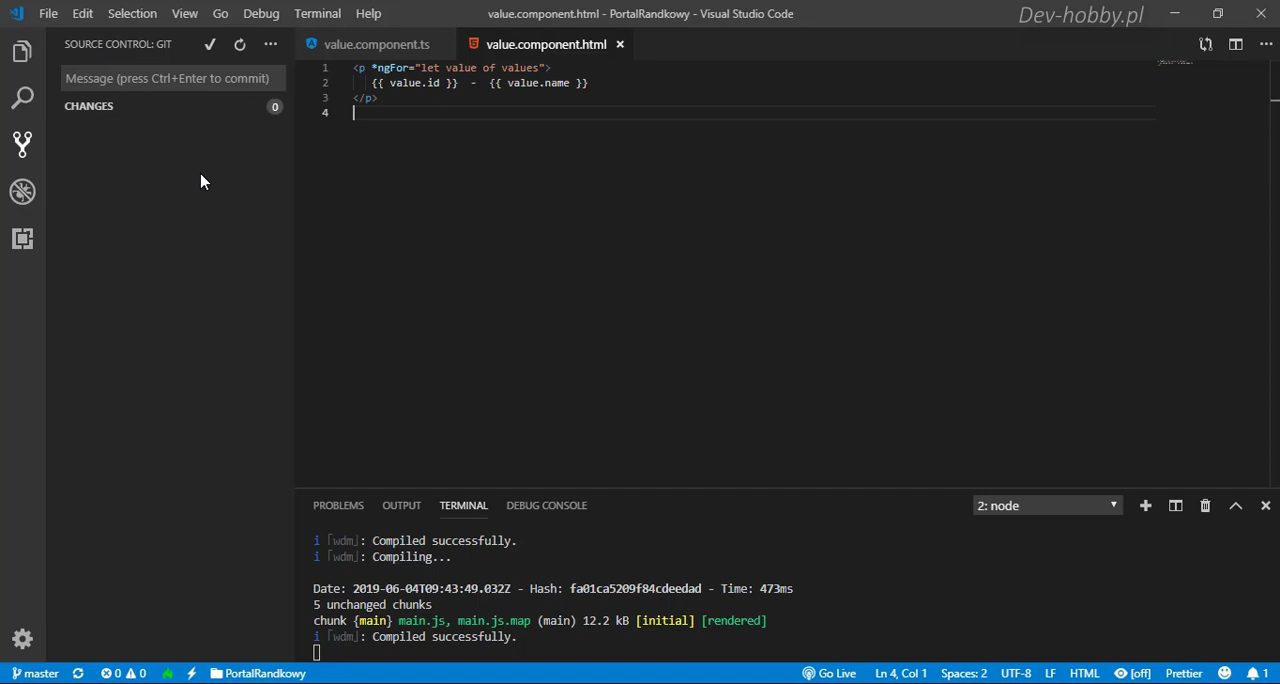 File Edit Selection View Go Debug Terminal Help value.component.html - PortalRandkowy - Visual Studio Code Dev-hobby.pl
SOURCE CONTROL: GIT value.component.ts value.component.html
Message (press Ctrl+Enter to commit)
CHANGES 0
1 <p *ngFor="let value of values">
2 {{ value.id }} - {{ value.name }}
3 </p>
4
PROBLEMS OUTPUT TERMINAL DEBUG CONSOLE 2: node
i ｢wdm｣: Compiled successfully.
i ｢wdm｣: Compiling...
Date: 2019-06-04T09:43:49.032Z - Hash: fa01ca5209f84cdeedad - Time: 473ms
5 unchanged chunks
chunk {main} main.js, main.js.map (main) 12.2 kB [initial] [rendered]
i ｢wdm｣: Compiled successfully.
master 0 0 PortalRandkowy Go Live Ln 4, Col 1 Spaces: 2 UTF-8 LF HTML [off] Prettier 1